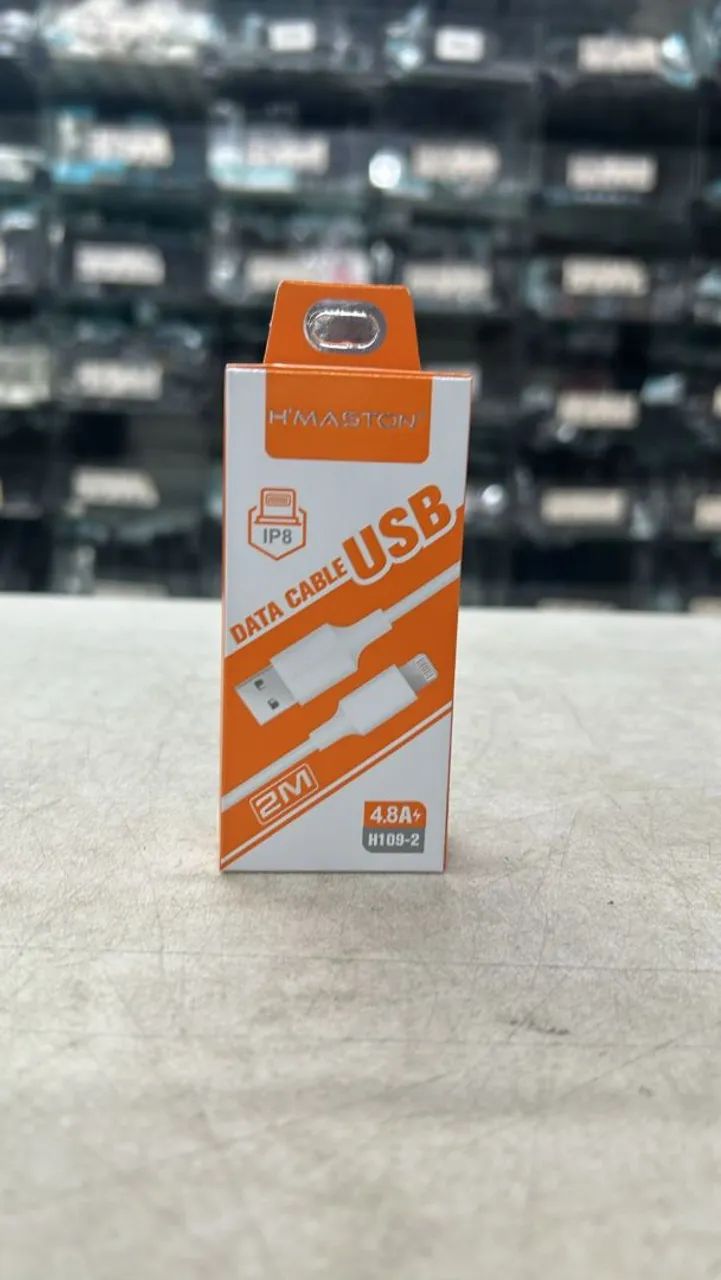 H'MASTON
IP8
DATA CABLE USB
2M
4.8A
H109-2